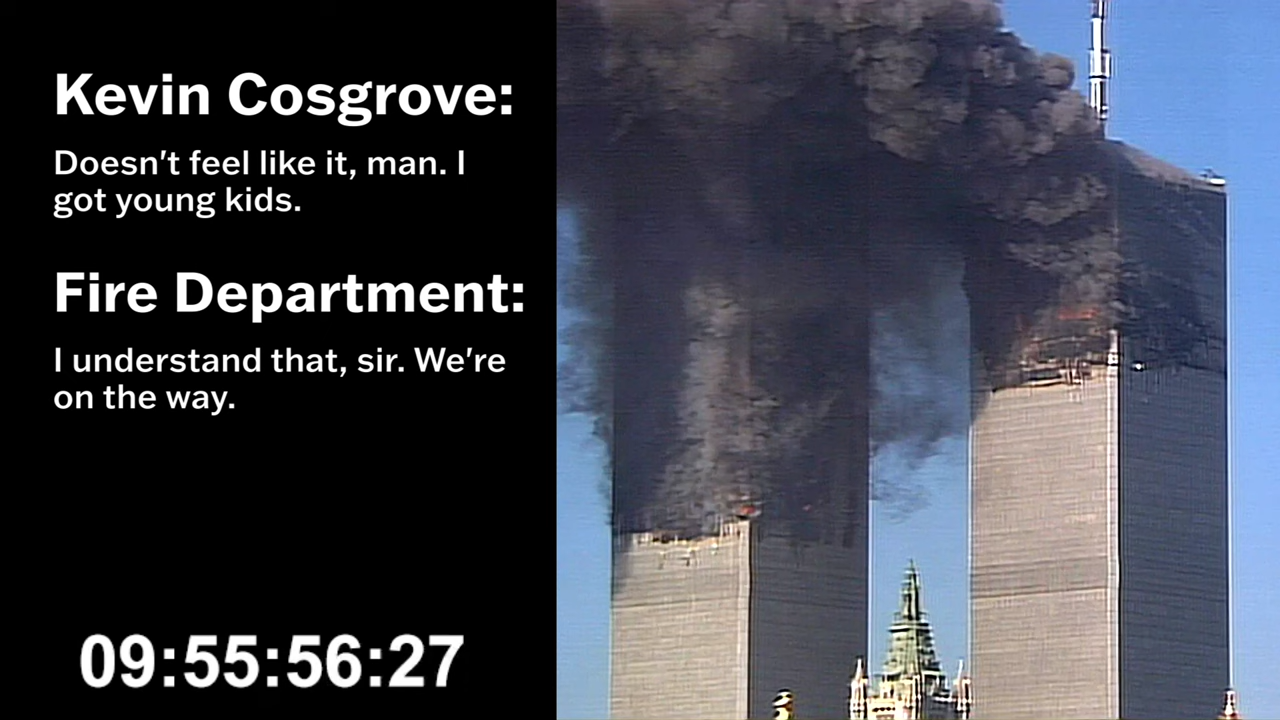 Kevin Cosgrove:
Doesn't feel like it, man. I
got young kids.
Fire Department:
I understand that, sir. We're
on the way.
09:55:56:27